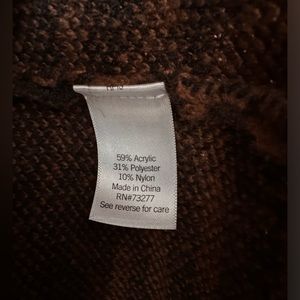 59% Acrylic
31% Polyester
10% Nylon
Made in China
RN#73277
See reverse for care